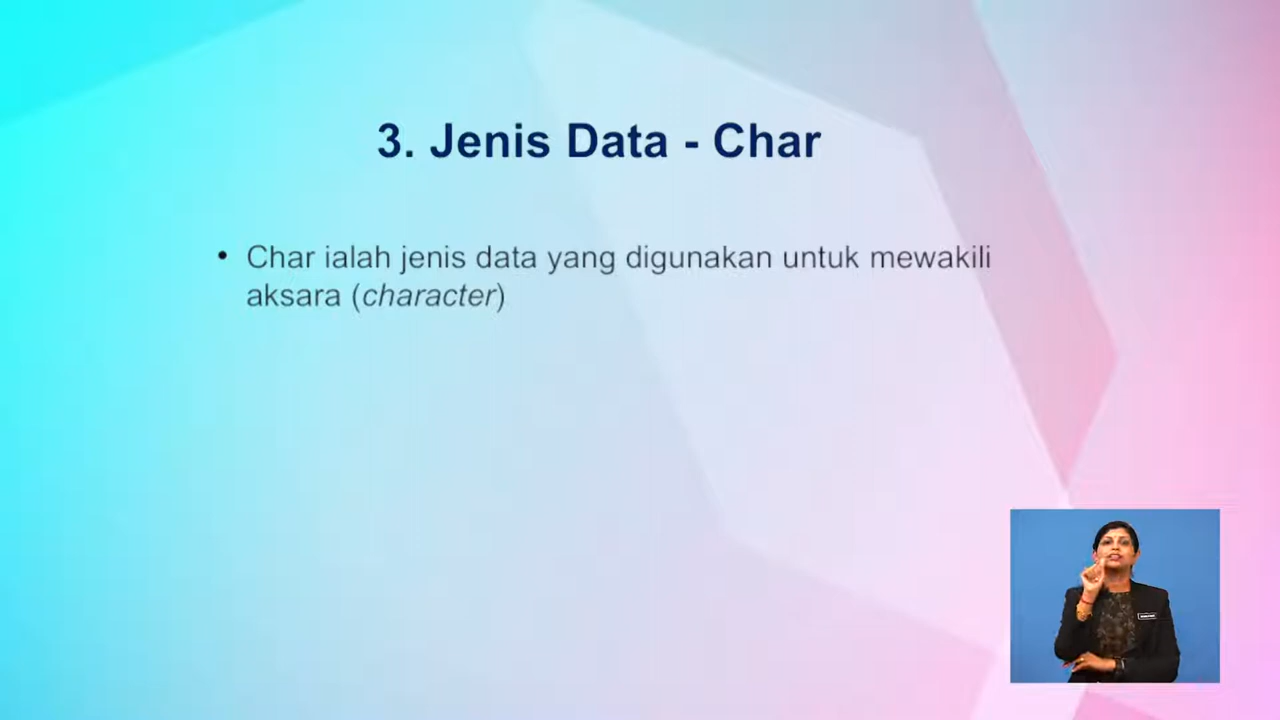 3. Jenis Data - Char
• Char ialah jenis data yang digunakan untuk mewakili
aksara (character)